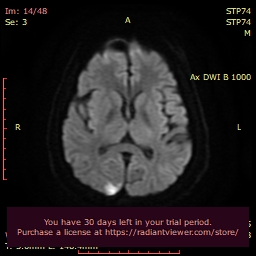 Im: 14/48
Se: 3
A
STP74
STP74
M
Ax DWI B 1000
R
L
You have 30 days left in your trial period.
Purchase a license at https://radiantviewer.com/store/